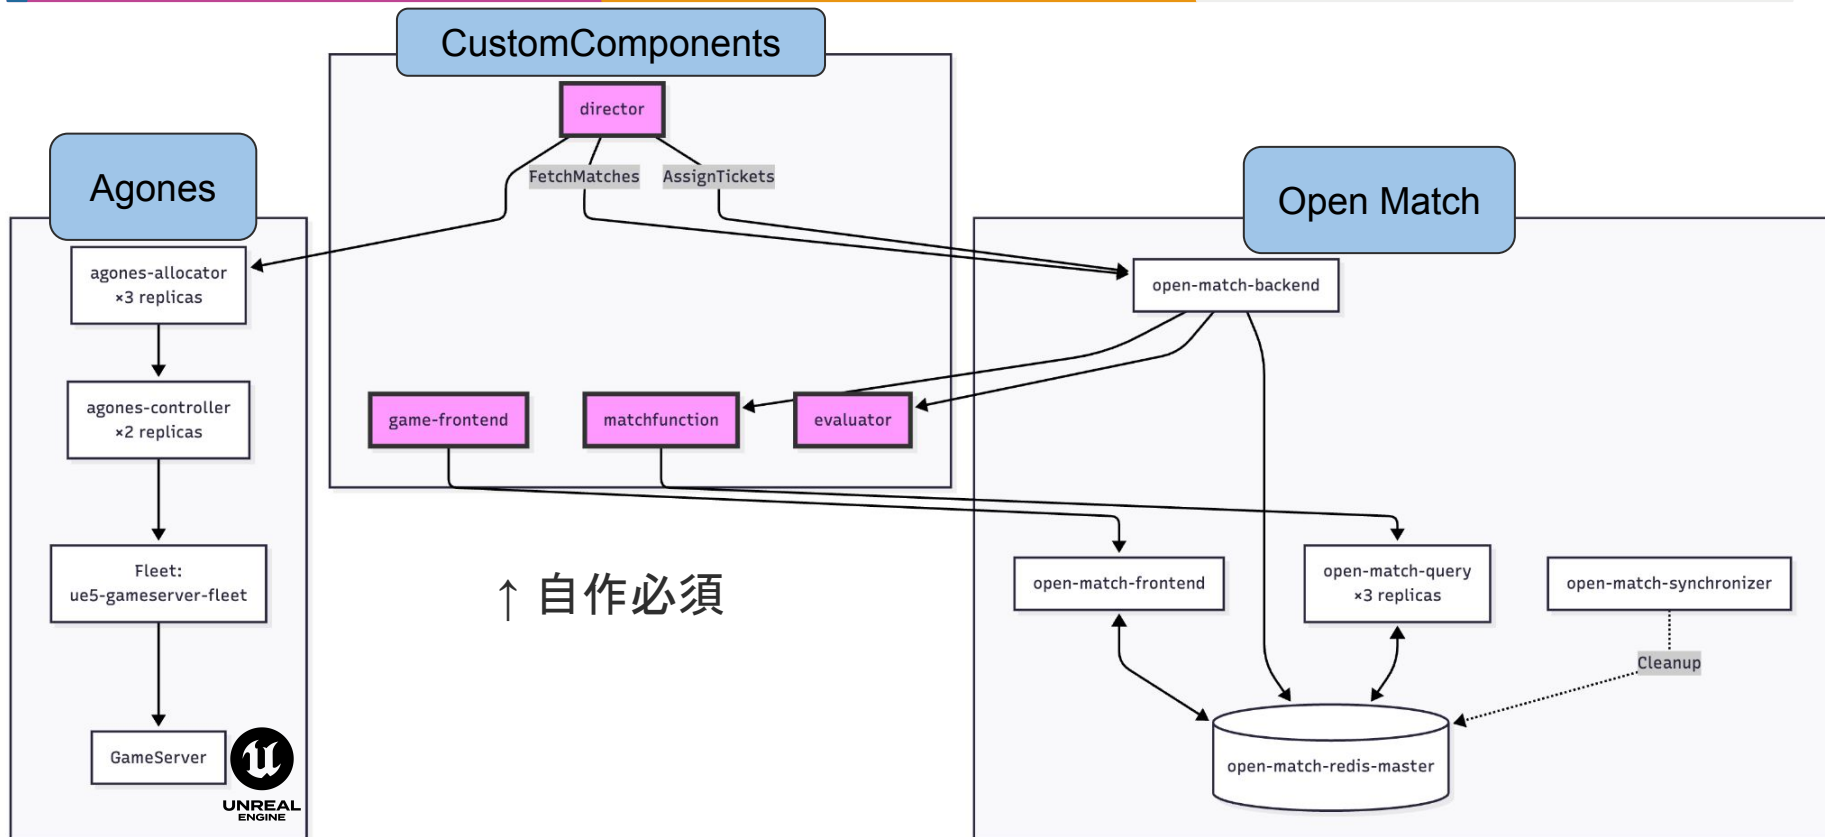 CustomComponents
director
FetchMatches
AssignTickets
Agones
agones-allocator
×3 replicas
agones-controller
×2 replicas
Fleet:
ue5-gameserver-fleet
GameServer
UNREAL
ENGINE
game-frontend
matchfunction
evaluator
↑ 自作必須
Open Match
open-match-backend
open-match-frontend
open-match-query
×3 replicas
open-match-synchronizer
Cleanup
open-match-redis-master